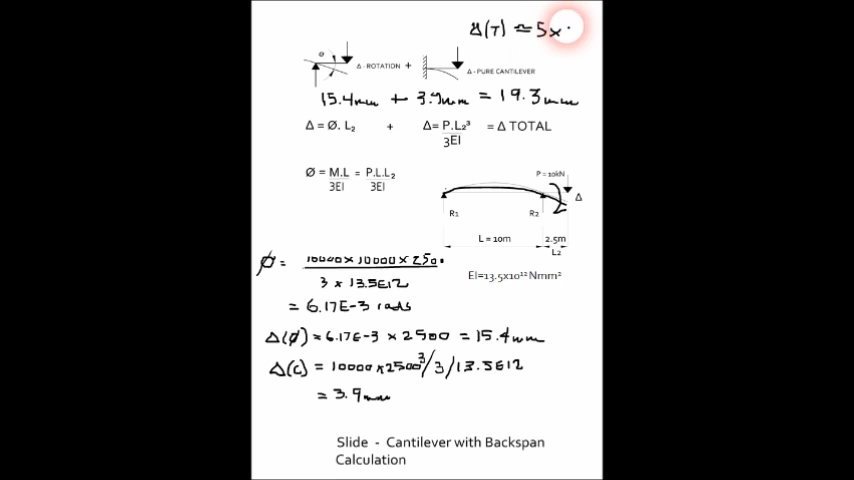 Δ(T) ≈ 5x
ø
Δ - ROTATION + Δ - PURE CANTILEVER
15.4mm + 3.9mm = 19.3mm
Δ = Ø. L₂ + Δ= P.L₂³ = Δ TOTAL
3EI
Ø = M.L = P.L.L₂
3EI 3EI
P = 10kN
Δ
R1 R2
L = 10m 2.5m
L2
EI=13.5x10¹²Nmm²
Ø = 10000 x 10000 x 2500
3 x 13.5E12
= 6.17E-3 rads
Δ(Ø) = 6.17E-3 x 2500 = 15.4mm
Δ(C) = 10000 x 2500³/3/13.5E12
= 3.9mm
Slide - Cantilever with Backspan
Calculation